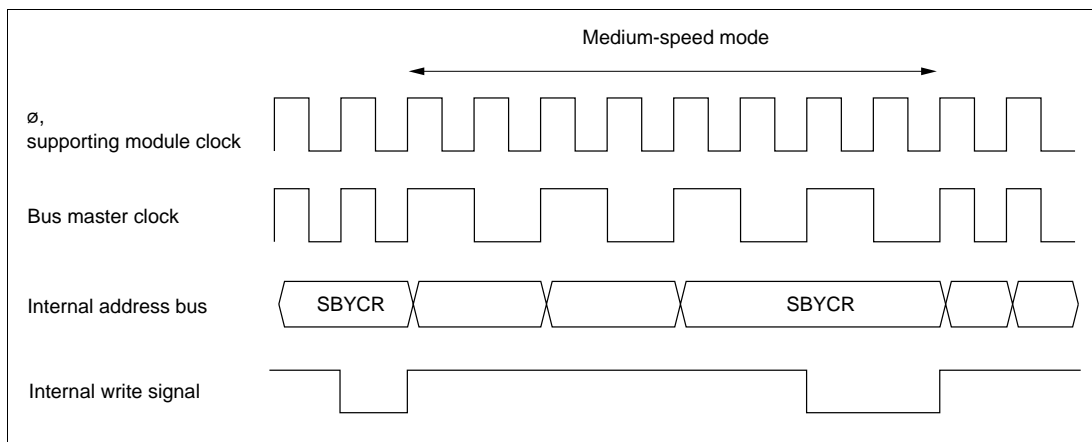 Medium-speed mode
ø,
supporting module clock
Bus master clock
Internal address bus
SBYCR
SBYCR
Internal write signal